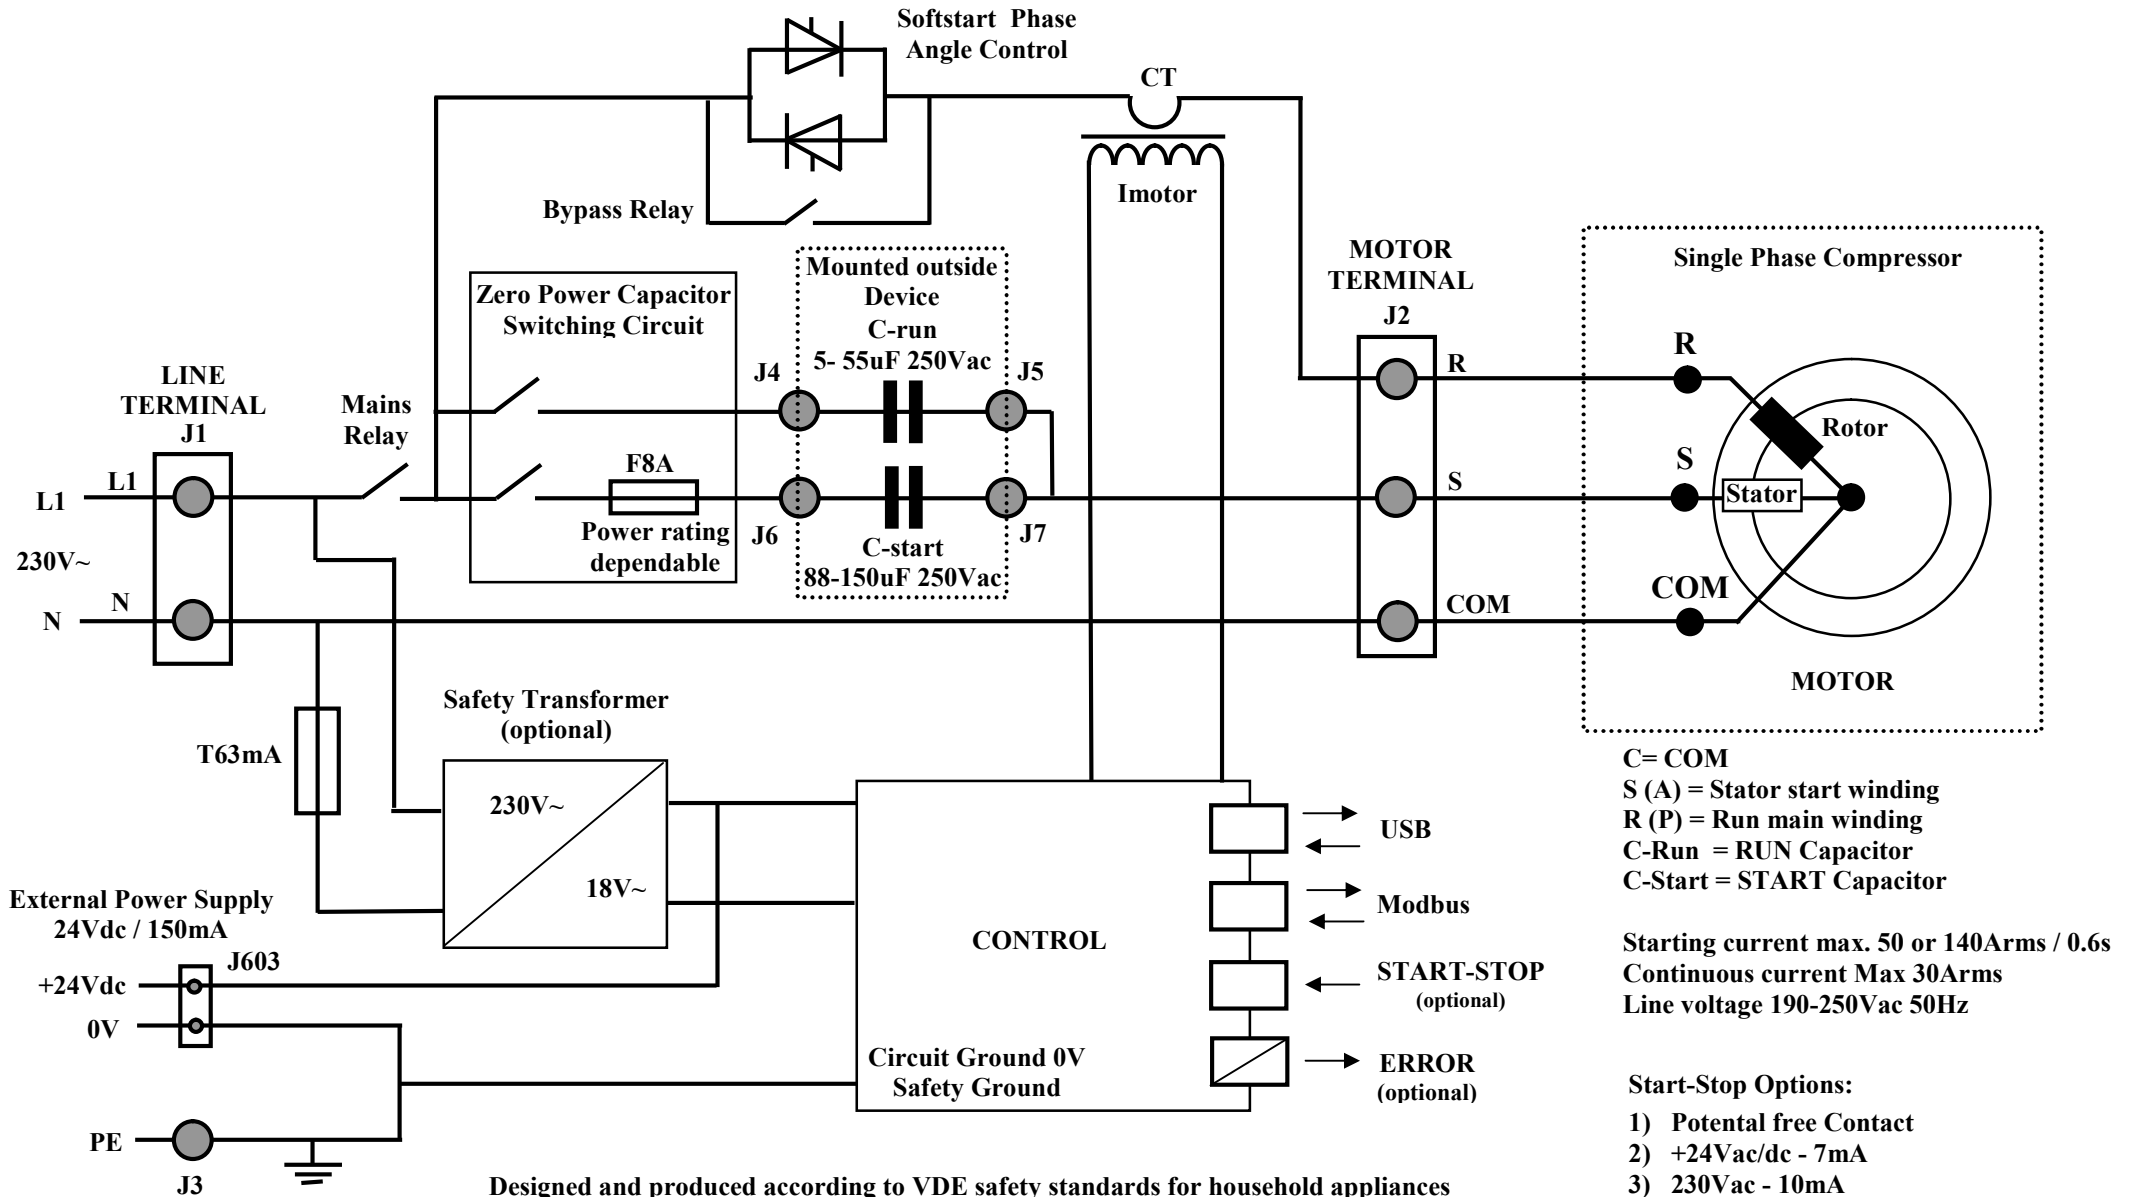 Softstart Phase
Angle Control
CT
Imotor
Bypass Relay
Zero Power Capacitor
Switching Circuit
F8A
Power rating
dependable
Mounted outside
Device
C-run
5- 55uF 250Vac
J4
J5
J6
J7
C-start
88-150uF 250Vac
LINE
TERMINAL
J1
Mains
Relay
L1
L1
230V~
N
N
MOTOR
TERMINAL
J2
R
S
COM
Single Phase Compressor
R
S
COM
Rotor
Stator
MOTOR
Safety Transformer
(optional)
T63mA
230V~
18V~
External Power Supply
24Vdc / 150mA
J603
+24Vdc
0V
PE
J3
CONTROL
Circuit Ground 0V
Safety Ground
USB
Modbus
START-STOP
(optional)
ERROR
(optional)
C= COM
S (A) = Stator start winding
R (P) = Run main winding
C-Run = RUN Capacitor
C-Start = START Capacitor
Starting current max. 50 or 140Arms / 0.6s
Continuous current Max 30Arms
Line voltage 190-250Vac 50Hz
Start-Stop Options:
1) Potental free Contact
2) +24Vac/dc - 7mA
3) 230Vac - 10mA
Designed and produced according to VDE safety standards for household appliances